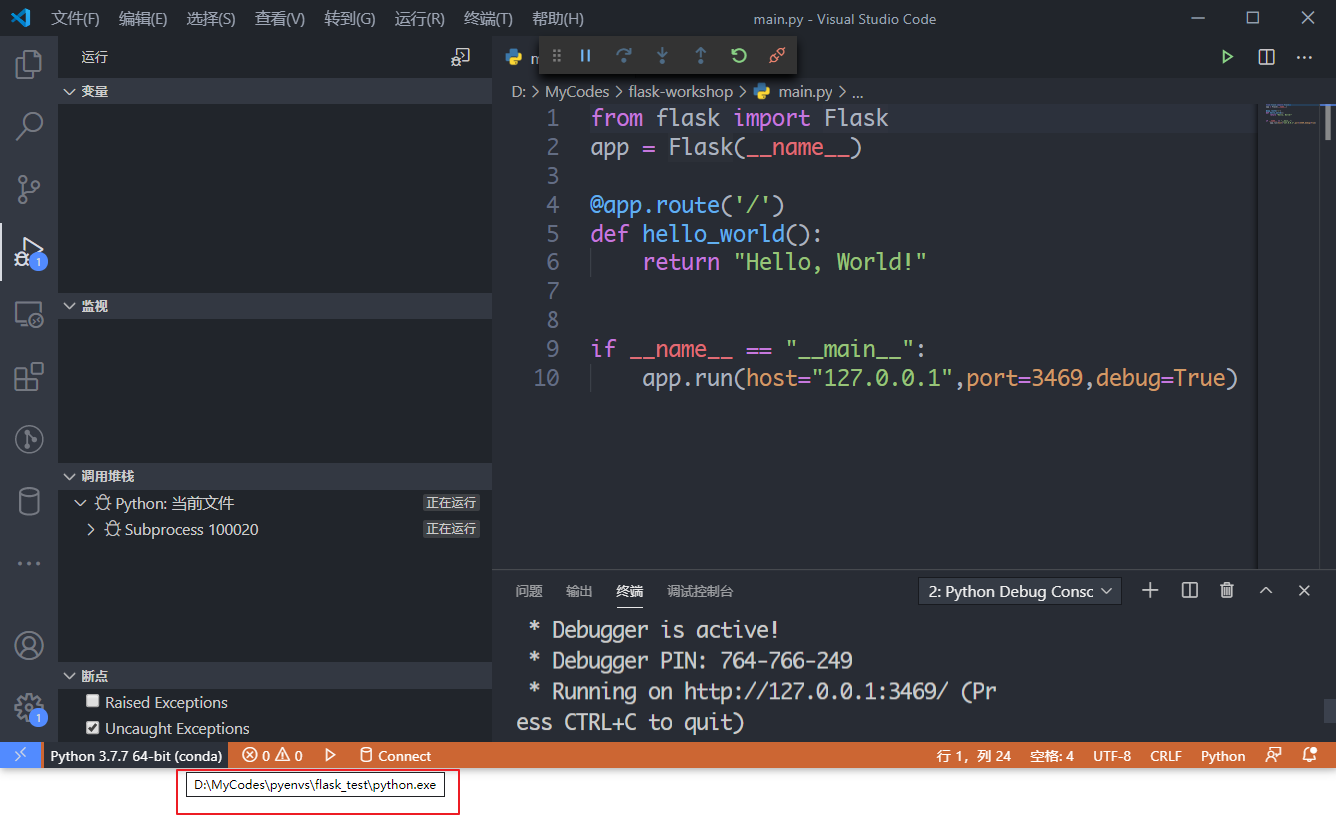 文件(F) 编辑(E) 选择(S) 查看(V) 转到(G) 运行(R) 终端(T) 帮助(H) main.py - Visual Studio Code
运行
变量
监视
调用堆栈
Python: 当前文件 正在运行
Subprocess 100020 正在运行
断点
Raised Exceptions
Uncaught Exceptions
1
1
D: > MyCodes > flask-workshop > main.py > ...
1 from flask import Flask
2 app = Flask(__name__)
3
4 @app.route('/')
5 def hello_world():
6 return "Hello, World!"
7
8
9 if __name__ == "__main__":
10 app.run(host="127.0.0.1",port=3469,debug=True)
问题 输出 终端 调试控制台 2: Python Debug Consc
* Debugger is active!
* Debugger PIN: 764-766-249
* Running on http://127.0.0.1:3469/ (Pr
ess CTRL+C to quit)
Python 3.7.7 64-bit (conda) 0 0 Connect 行 1，列 24 空格: 4 UTF-8 CRLF Python
D:\MyCodes\pyenvs\flask_test\python.exe